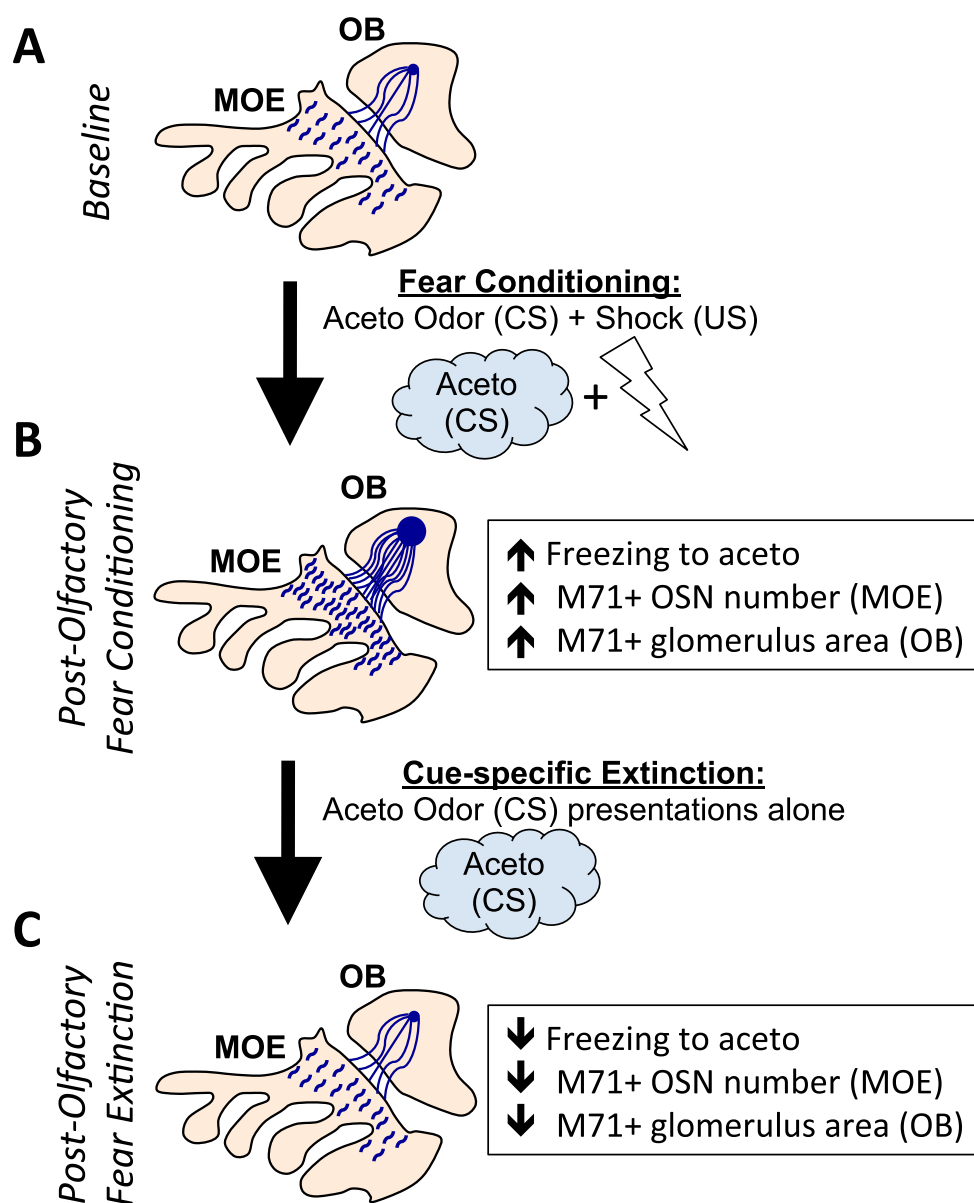 A
OB
MOE
Baseline
Fear Conditioning:
Aceto Odor (CS) + Shock (US)
Aceto
(CS)
+
B
OB
MOE
Post-Olfactory
Fear Conditioning
↑ Freezing to aceto
↑ M71+ OSN number (MOE)
↑ M71+ glomerulus area (OB)
Cue-specific Extinction:
Aceto Odor (CS) presentations alone
Aceto
(CS)
C
OB
MOE
Post-Olfactory
Fear Extinction
↓ Freezing to aceto
↓ M71+ OSN number (MOE)
↓ M71+ glomerulus area (OB)